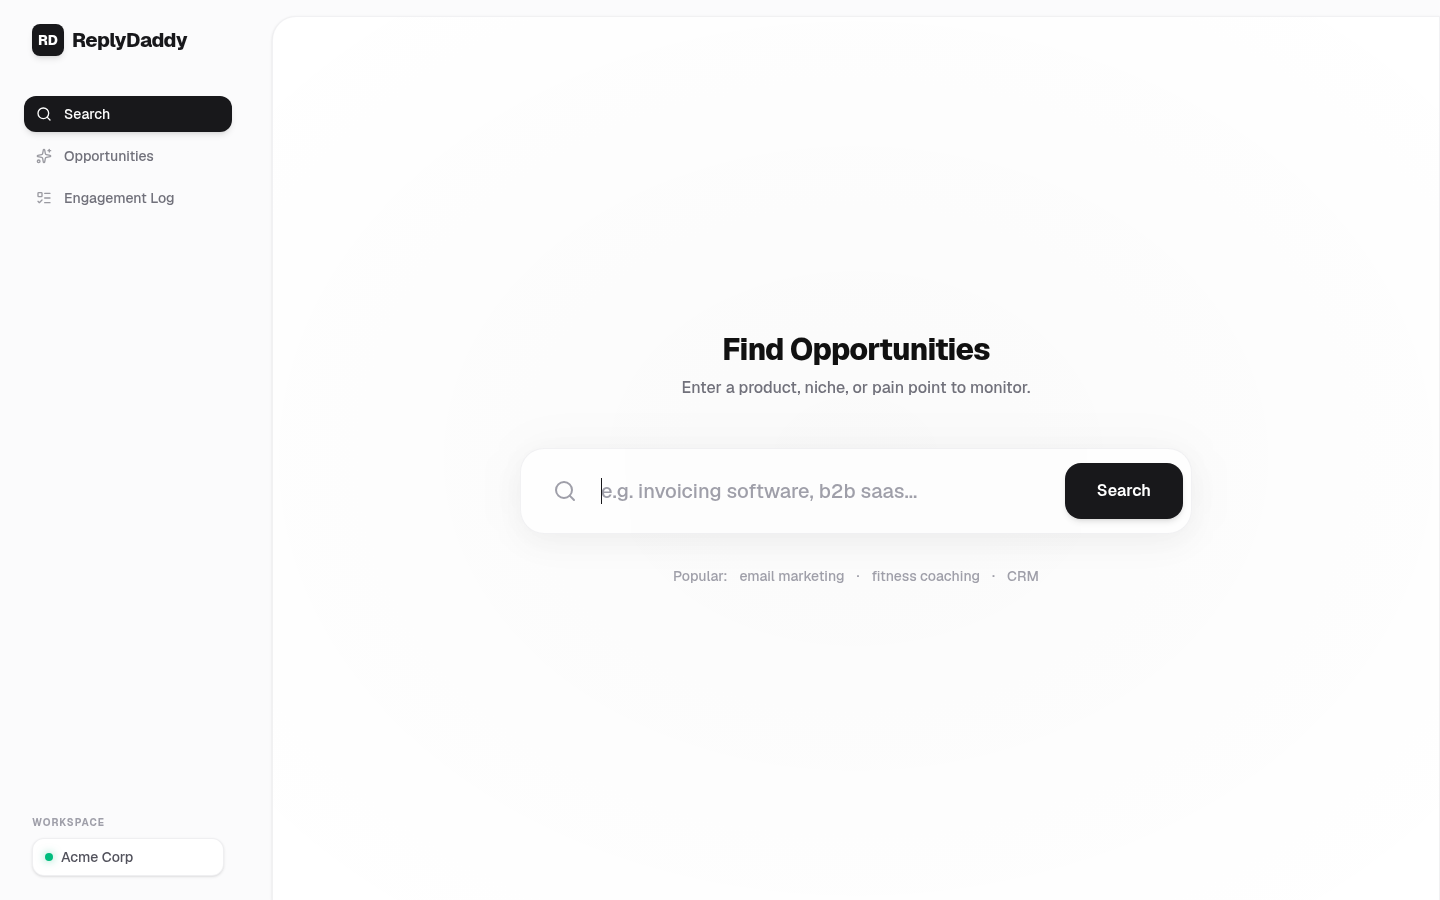 RD ReplyDaddy
Search
Opportunities
Engagement Log
Find Opportunities
Enter a product, niche, or pain point to monitor.
e.g. invoicing software, b2b saas...
Search
Popular: email marketing · fitness coaching · CRM
WORKSPACE
Acme Corp